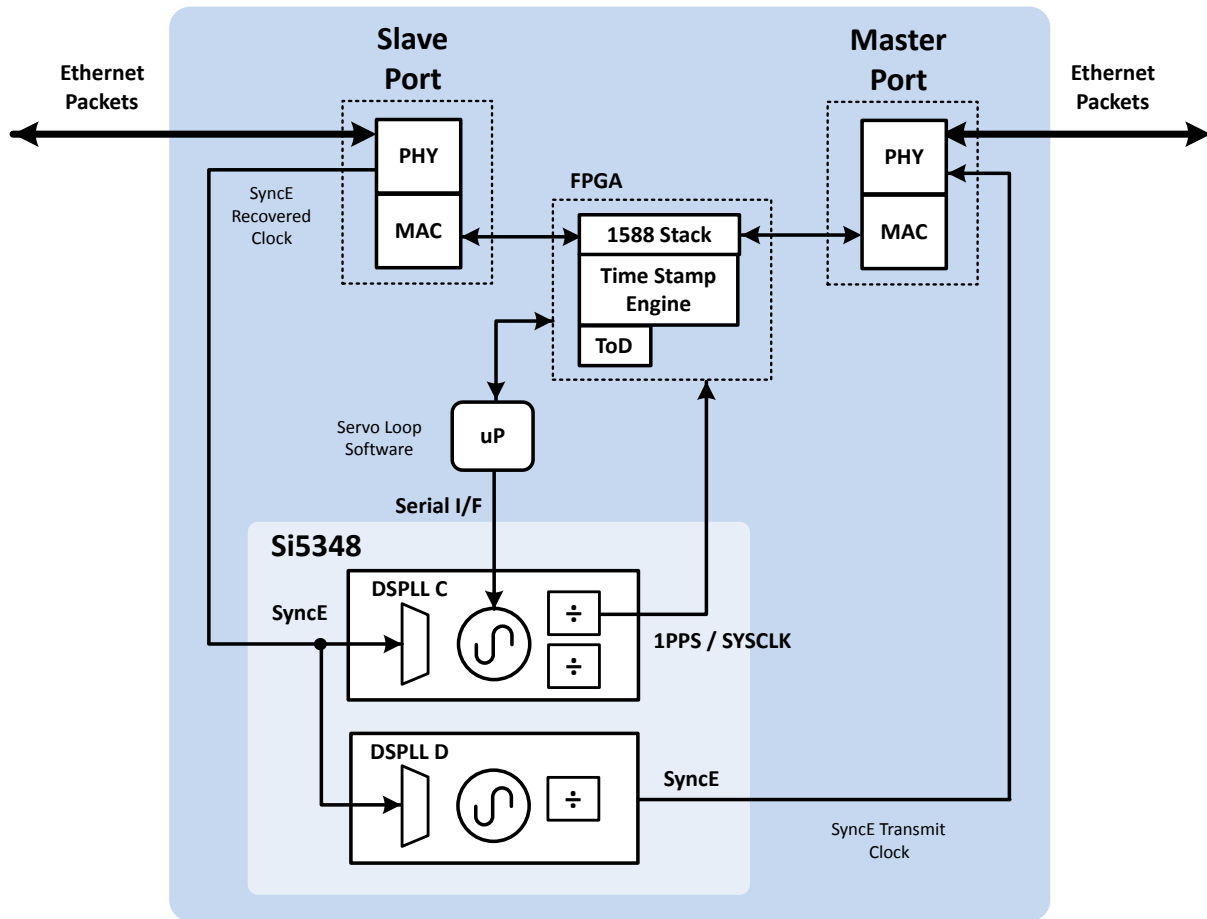 Slave
Port
Master
Port
Ethernet
Packets
Ethernet
Packets
PHY
MAC
SyncE
Recovered
Clock
FPGA
1588 Stack
Time Stamp
Engine
ToD
PHY
MAC
Servo Loop
Software
uP
Serial I/F
Si5348
DSPLL C
SyncE
÷
÷
1PPS / SYSCLK
DSPLL D
÷
SyncE
SyncE Transmit
Clock